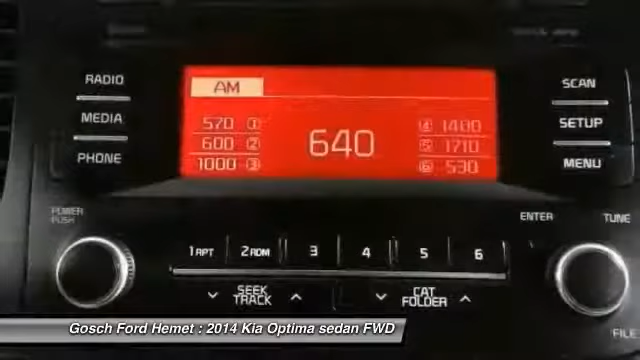 RADIO
MEDIA
PHONE
AM
570 ①
600 ②
1000 ③
640
④ 1400
⑤ 1710
⑥ 530
SCAN
SETUP
MENU
POWER
PUSH
ENTER
TUNE
1 RPT 2 RDM 3 4 5 6
SEEK
TRACK
CAT
FOLDER
FILE
Gosch Ford Hemet : 2014 Kia Optima sedan FWD